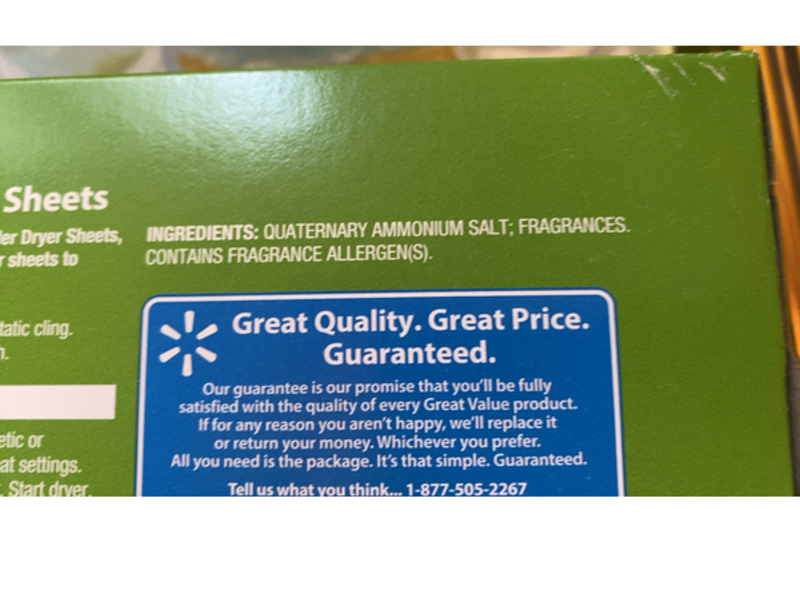 Sheets
Dryer Sheets,
sheets to
static cling.
at settings.
Start dryer.
INGREDIENTS: QUATERNARY AMMONIUM SALT; FRAGRANCES.
CONTAINS FRAGRANCE ALLERGEN(S).
Great Quality. Great Price.
Guaranteed.
Our guarantee is our promise that you'll be fully
satisfied with the quality of every Great Value product.
If for any reason you aren't happy, we'll replace it
or return your money. Whichever you prefer.
All you need is the package. It's that simple. Guaranteed.
Tell us what you think... 1-877-505-2267